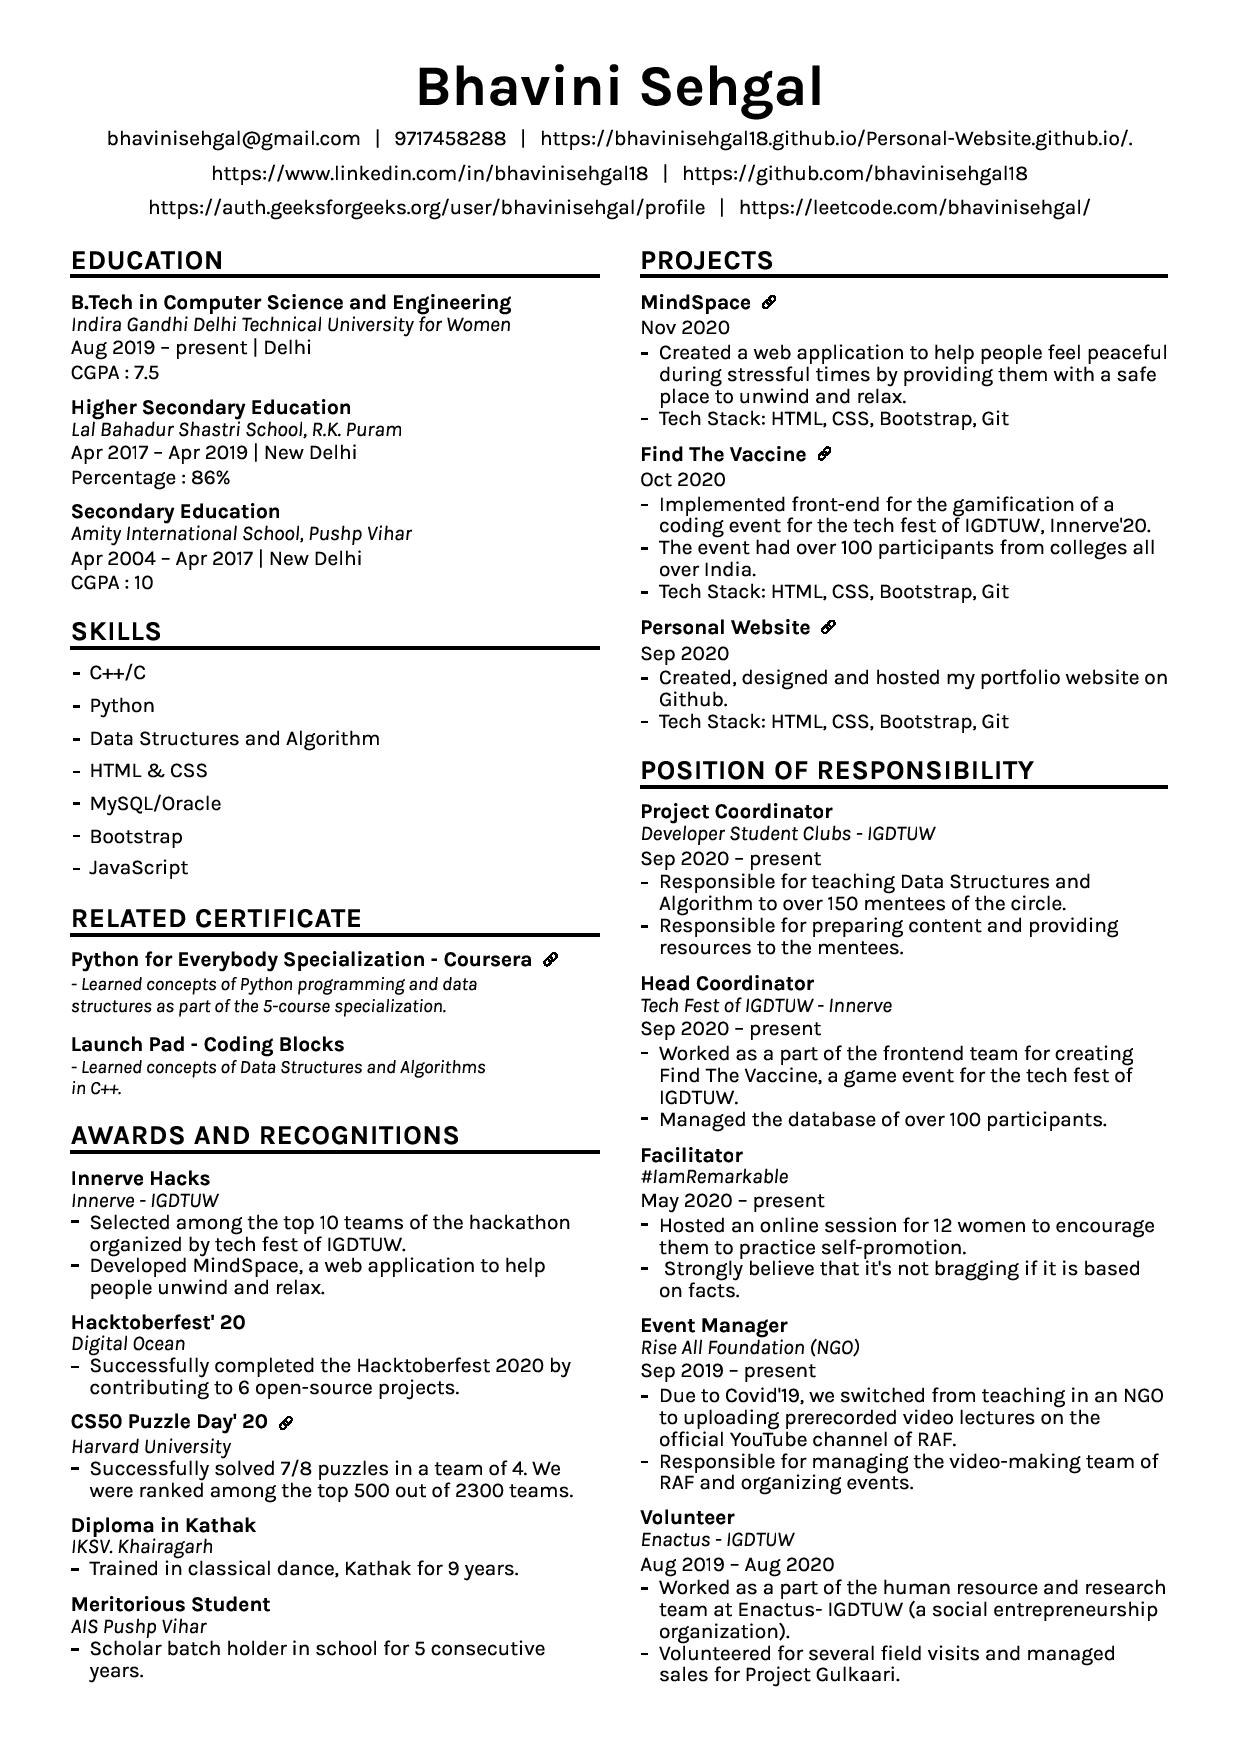 Bhavini Sehgal
bhavinisehgal@gmail.com | 9717458288 | https://bhavinisehgal18.github.io/Personal-Website.github.io/.
https://www.linkedin.com/in/bhavinisehgal18 | https://github.com/bhavinisehgal18
https://auth.geeksforgeeks.org/user/bhavinisehgal/profile | https://leetcode.com/bhavinisehgal/
EDUCATION
B.Tech in Computer Science and Engineering
Indira Gandhi Delhi Technical University for Women
Aug 2019 – present | Delhi
CGPA : 7.5
Higher Secondary Education
Lal Bahadur Shastri School, R.K. Puram
Apr 2017 – Apr 2019 | New Delhi
Percentage : 86%
Secondary Education
Amity International School, Pushp Vihar
Apr 2004 – Apr 2017 | New Delhi
CGPA : 10
SKILLS
- C++/C
- Python
- Data Structures and Algorithm
- HTML & CSS
- MySQL/Oracle
- Bootstrap
- JavaScript
RELATED CERTIFICATE
Python for Everybody Specialization - Coursera
- Learned concepts of Python programming and data
structures as part of the 5-course specialization.
Launch Pad - Coding Blocks
- Learned concepts of Data Structures and Algorithms
in C++.
AWARDS AND RECOGNITIONS
Innerve Hacks
Innerve - IGDTUW
- Selected among the top 10 teams of the hackathon
organized by tech fest of IGDTUW.
- Developed MindSpace, a web application to help
people unwind and relax.
Hacktoberfest' 20
Digital Ocean
- Successfully completed the Hacktoberfest 2020 by
contributing to 6 open-source projects.
CS50 Puzzle Day' 20
Harvard University
- Successfully solved 7/8 puzzles in a team of 4. We
were ranked among the top 500 out of 2300 teams.
Diploma in Kathak
IKSV. Khairagarh
- Trained in classical dance, Kathak for 9 years.
Meritorious Student
AIS Pushp Vihar
- Scholar batch holder in school for 5 consecutive
years.
PROJECTS
MindSpace
Nov 2020
- Created a web application to help people feel peaceful
during stressful times by providing them with a safe
place to unwind and relax.
- Tech Stack: HTML, CSS, Bootstrap, Git
Find The Vaccine
Oct 2020
- Implemented front-end for the gamification of a
coding event for the tech fest of IGDTUW, Innerve'20.
- The event had over 100 participants from colleges all
over India.
- Tech Stack: HTML, CSS, Bootstrap, Git
Personal Website
Sep 2020
- Created, designed and hosted my portfolio website on
Github.
- Tech Stack: HTML, CSS, Bootstrap, Git
POSITION OF RESPONSIBILITY
Project Coordinator
Developer Student Clubs - IGDTUW
Sep 2020 – present
- Responsible for teaching Data Structures and
Algorithm to over 150 mentees of the circle.
- Responsible for preparing content and providing
resources to the mentees.
Head Coordinator
Tech Fest of IGDTUW - Innerve
Sep 2020 – present
- Worked as a part of the frontend team for creating
Find The Vaccine, a game event for the tech fest of
IGDTUW.
- Managed the database of over 100 participants.
Facilitator
#IamRemarkable
May 2020 – present
- Hosted an online session for 12 women to encourage
them to practice self-promotion.
- Strongly believe that it's not bragging if it is based
on facts.
Event Manager
Rise All Foundation (NGO)
Sep 2019 – present
- Due to Covid'19, we switched from teaching in an NGO
to uploading prerecorded video lectures on the
official YouTube channel of RAF.
- Responsible for managing the video-making team of
RAF and organizing events.
Volunteer
Enactus - IGDTUW
Aug 2019 – Aug 2020
- Worked as a part of the human resource and research
team at Enactus- IGDTUW (a social entrepreneurship
organization).
- Volunteered for several field visits and managed
sales for Project Gulkaari.